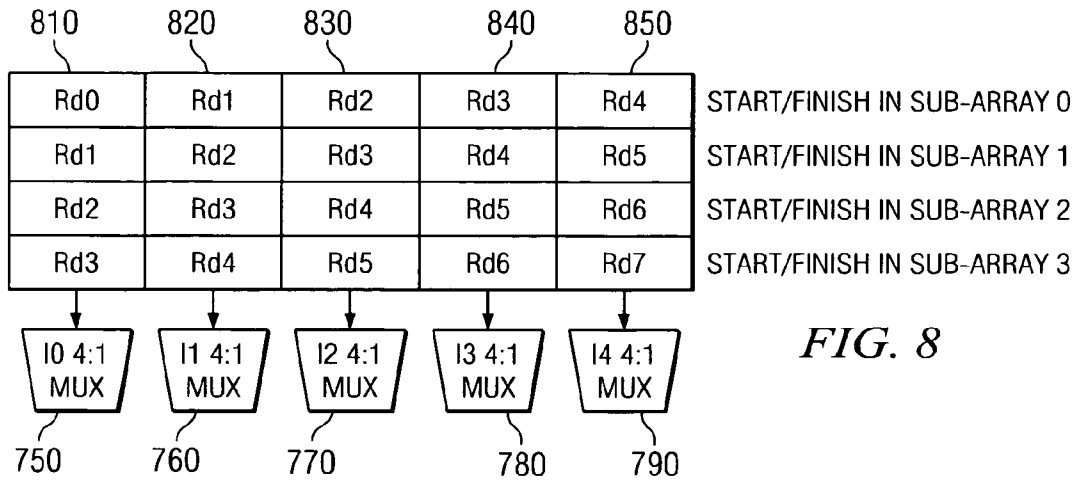 810 820 830 840 850
Rd0 Rd1 Rd2 Rd3 Rd4 START/FINISH IN SUB-ARRAY 0
Rd1 Rd2 Rd3 Rd4 Rd5 START/FINISH IN SUB-ARRAY 1
Rd2 Rd3 Rd4 Rd5 Rd6 START/FINISH IN SUB-ARRAY 2
Rd3 Rd4 Rd5 Rd6 Rd7 START/FINISH IN SUB-ARRAY 3
I0 4:1 I1 4:1 I2 4:1 I3 4:1 I4 4:1
MUX MUX MUX MUX MUX
FIG. 8
750 760 770 780 790